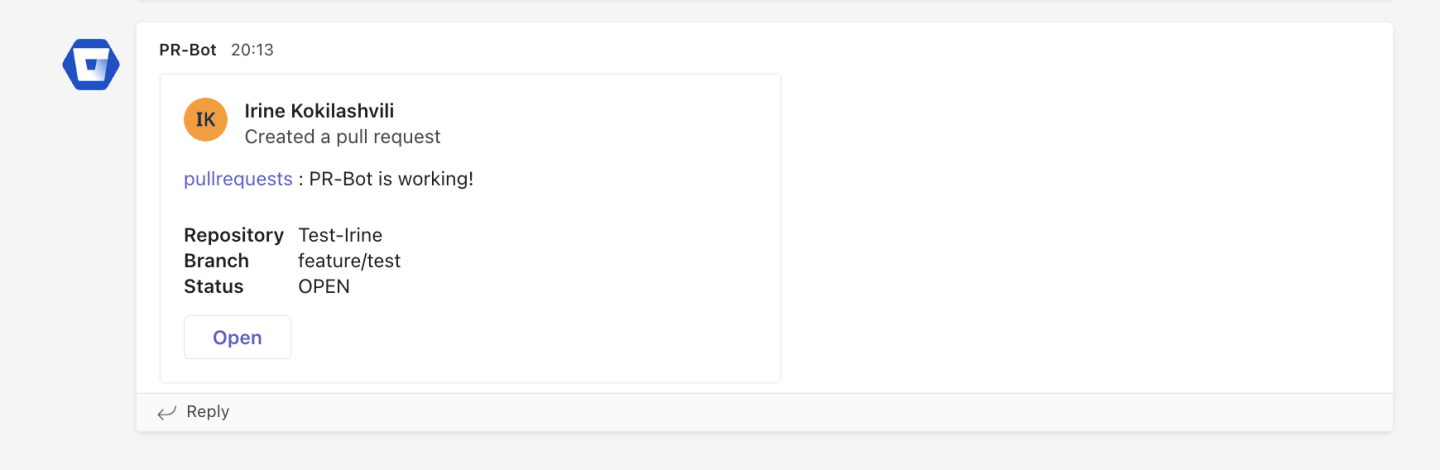 PR-Bot 20:13
IK
Irine Kokilashvili
Created a pull request
pullrequests : PR-Bot is working!
Repository Test-Irine
Branch feature/test
Status OPEN
Open
Reply